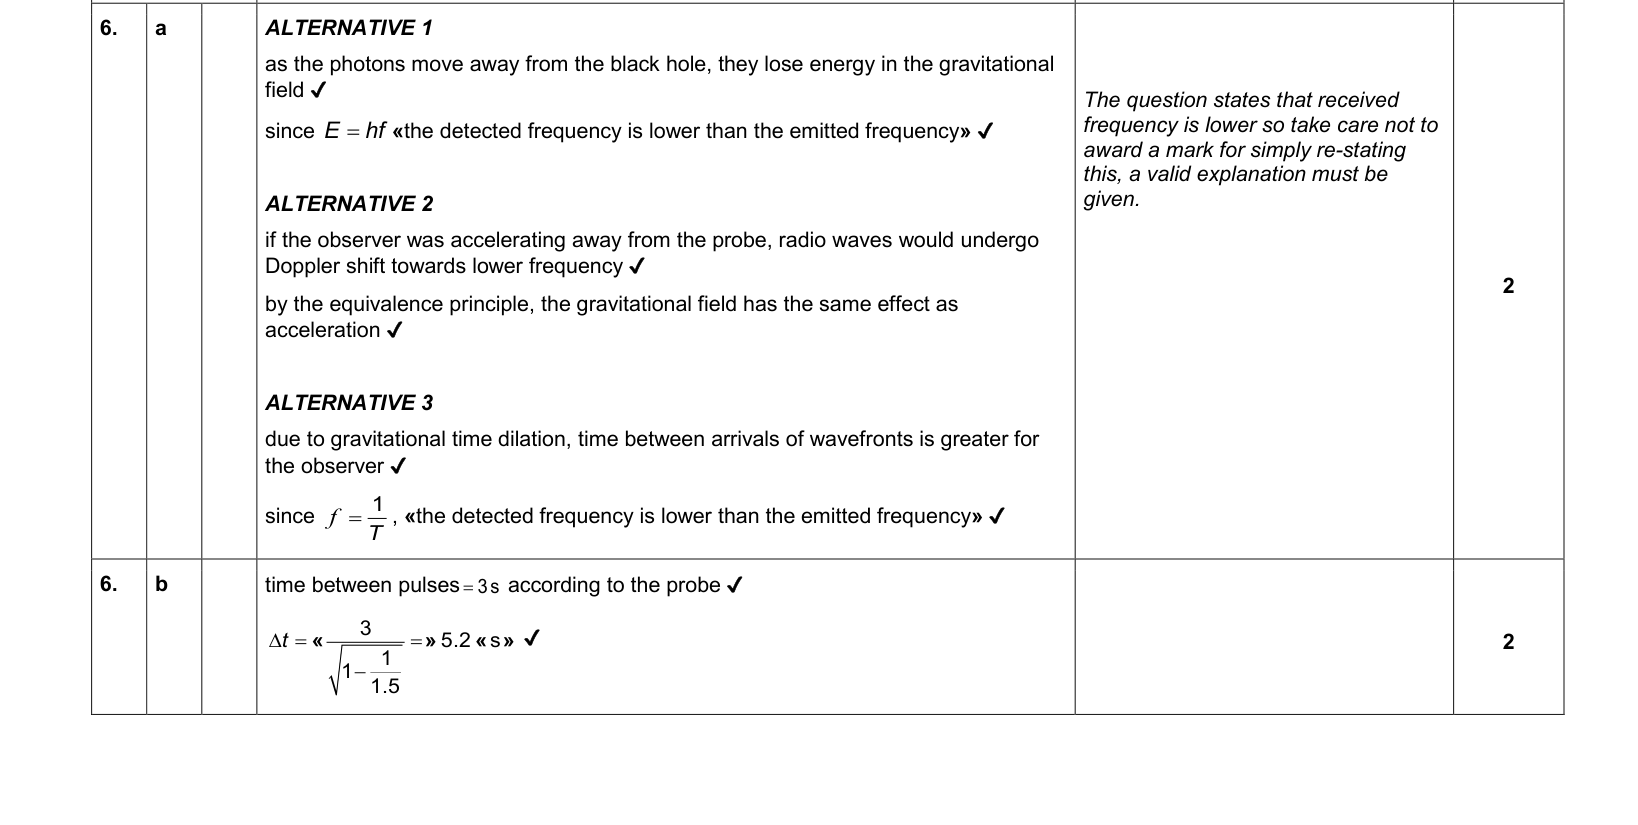 6. a ALTERNATIVE 1
as the photons move away from the black hole, they lose energy in the gravitational
field ✓
since E = hf «the detected frequency is lower than the emitted frequency» ✓
ALTERNATIVE 2
if the observer was accelerating away from the probe, radio waves would undergo
Doppler shift towards lower frequency ✓
by the equivalence principle, the gravitational field has the same effect as
acceleration ✓
ALTERNATIVE 3
due to gravitational time dilation, time between arrivals of wavefronts is greater for
the observer ✓
since f = 1/T, «the detected frequency is lower than the emitted frequency» ✓
The question states that received
frequency is lower so take care not to
award a mark for simply re-stating
this, a valid explanation must be
given.
2
6. b time between pulses = 3 s according to the probe ✓
Δt = « 3/√(1 − 1/1.5) = » 5.2 « s » ✓
2